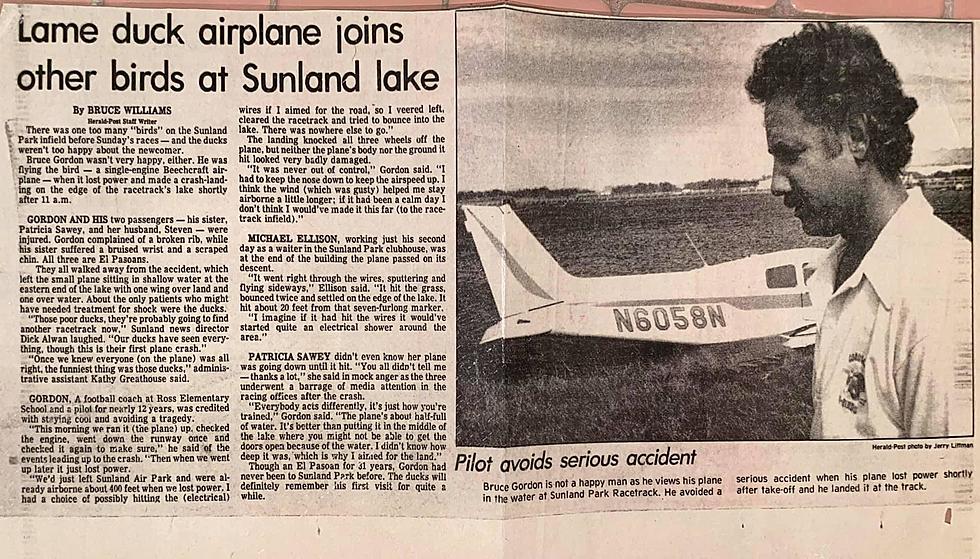 Lame duck airplane joins
other birds at Sunland lake
By BRUCE WILLIAMS
Herald-Post Staff Writer
There was one too many "birds" on the Sunland
Park infield before Sunday's races — and the ducks
weren't too happy about the newcomer.
Bruce Gordon wasn't very happy, either. He was
flying the bird — a single-engine Beechcraft air-
plane — when it lost power and made a crash-land-
ing on the edge of the racetrack's lake shortly
after 11 a.m.
GORDON AND HIS two passengers — his sister,
Patricia Sawey, and her husband, Steven — were
injured. Gordon complained of a broken rib, while
his sister suffered a bruised wrist and a scraped
chin. All three are El Pasoans.
They all walked away from the accident, which
left the small plane sitting in shallow water at the
eastern end of the lake with one wing over land and
one over water. About the only patients who might
have needed treatment for shock were the ducks.
"Those poor ducks, they're probably going to find
another racetrack now," Sunland news director
Dick Alwan laughed. "Our ducks have seen every-
thing, though this is their first plane crash."
"Once we knew everyone (on the plane) was all
right, the funniest thing was those ducks," adminis-
trative assistant Kathy Greathouse said.
GORDON, A football coach at Ross Elementary
School and a pilot for nearly 12 years, was credited
with staying cool and avoiding a tragedy.
"This morning we ran it (the plane) up, checked
the engine, went down the runway once and
checked it again to make sure," he said of the
events leading up to the crash. "Then when we went
up later it just lost power.
"We'd just left Sunland Air Park and were al-
ready airborne about 400 feet when we lost power. I
had a choice of possibly hitting the (electrical)
wires if I aimed for the road, so I veered left,
cleared the racetrack and tried to bounce into the
lake. There was nowhere else to go."
The landing knocked all three wheels off the
plane, but neither the plane's body nor the ground it
hit looked very badly damaged.
"It was never out of control," Gordon said. "I
had to keep the nose down to keep the airspeed up. I
think the wind (which was gusty) helped me stay
airborne a little longer; if it had been a calm day I
don't think I would've made it this far (to the race-
track infield)."
MICHAEL ELLISON, working just his second
day as a waiter in the Sunland Park clubhouse, was
at the end of the building the plane passed on its
descent.
"It went right through the wires, sputtering and
flying sideways," Ellison said. "It hit the grass,
bounced twice and settled on the edge of the lake. It
hit about 20 feet from that seven-furlong marker.
"I imagine if it had hit the wires it would've
started quite an electrical shower around the
area."
PATRICIA SAWEY didn't even know her plane
was going down until it hit. "You all didn't tell me
— thanks a lot," she said in mock anger as the three
underwent a barrage of media attention in the
racing offices after the crash.
"Everybody acts differently, it's just how you're
trained," Gordon said. "The plane's about half-full
of water. It's better than putting it in the middle of
the lake where you might not be able to get the
doors open because of the water. I didn't know how
deep it was, which is why I aimed for the land."
Though an El Pasoan for 31 years, Gordon had
never been to Sunland Park before. The ducks will
definitely remember his first visit for quite a
while.
N6058N
Herald-Post photo by Jerry Littman
Pilot avoids serious accident
Bruce Gordon is not a happy man as he views his plane
in the water at Sunland Park Racetrack. He avoided a
serious accident when his plane lost power shortly
after take-off and he landed it at the track.